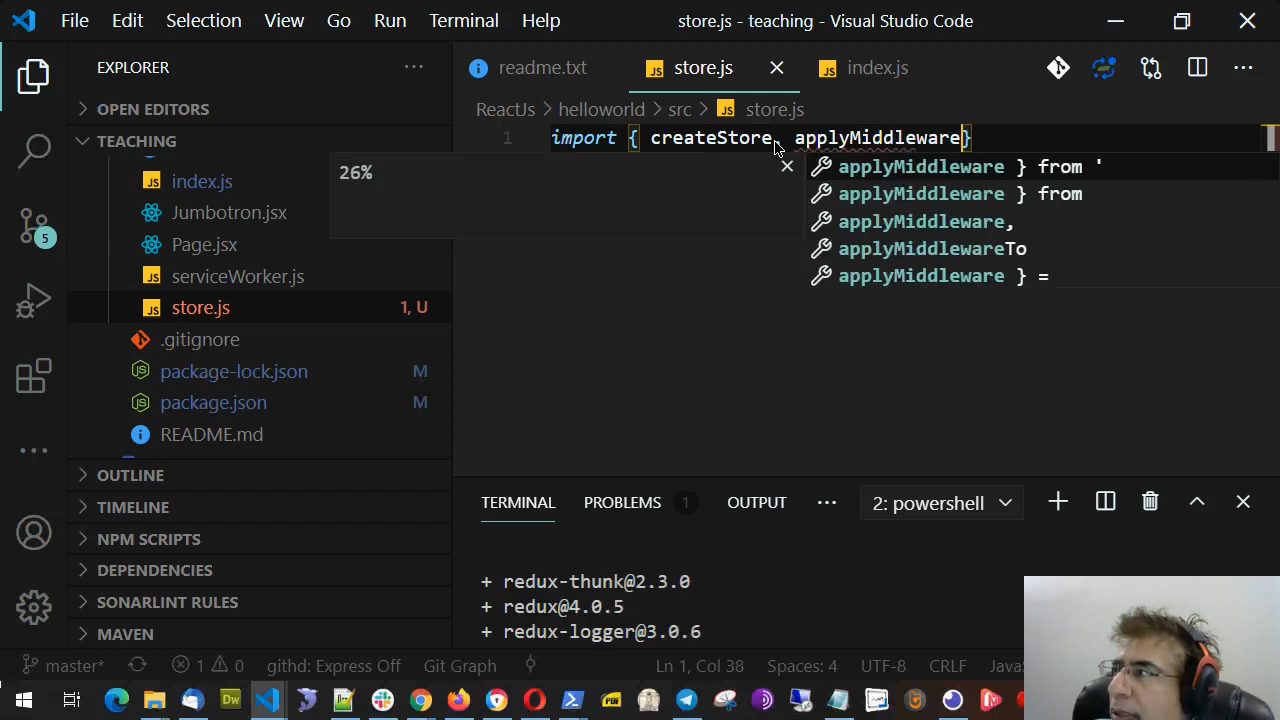 File Edit Selection View Go Run Terminal Help store.js - teaching - Visual Studio Code
EXPLORER
OPEN EDITORS
TEACHING
index.js
Jumbotron.jsx
Page.jsx
serviceWorker.js
store.js 1, U
.gitignore
package-lock.json M
package.json M
README.md
OUTLINE
TIMELINE
NPM SCRIPTS
DEPENDENCIES
SONARLINT RULES
MAVEN
5
readme.txt store.js index.js
ReactUs > helloworld > src > store.js
1 import { createStore, applyMiddleware}
26%
applyMiddleware } from '
applyMiddleware } from
applyMiddleware,
applyMiddlewareTo
applyMiddleware } =
TERMINAL PROBLEMS 1 OUTPUT 2: powershell
+ redux-thunk@2.3.0
+ redux@4.0.5
+ redux-logger@3.0.6
master* 1 0 githd: Express Off Git Graph Ln 1, Col 38 Spaces: 4 UTF-8 CRLF
Dw PDF